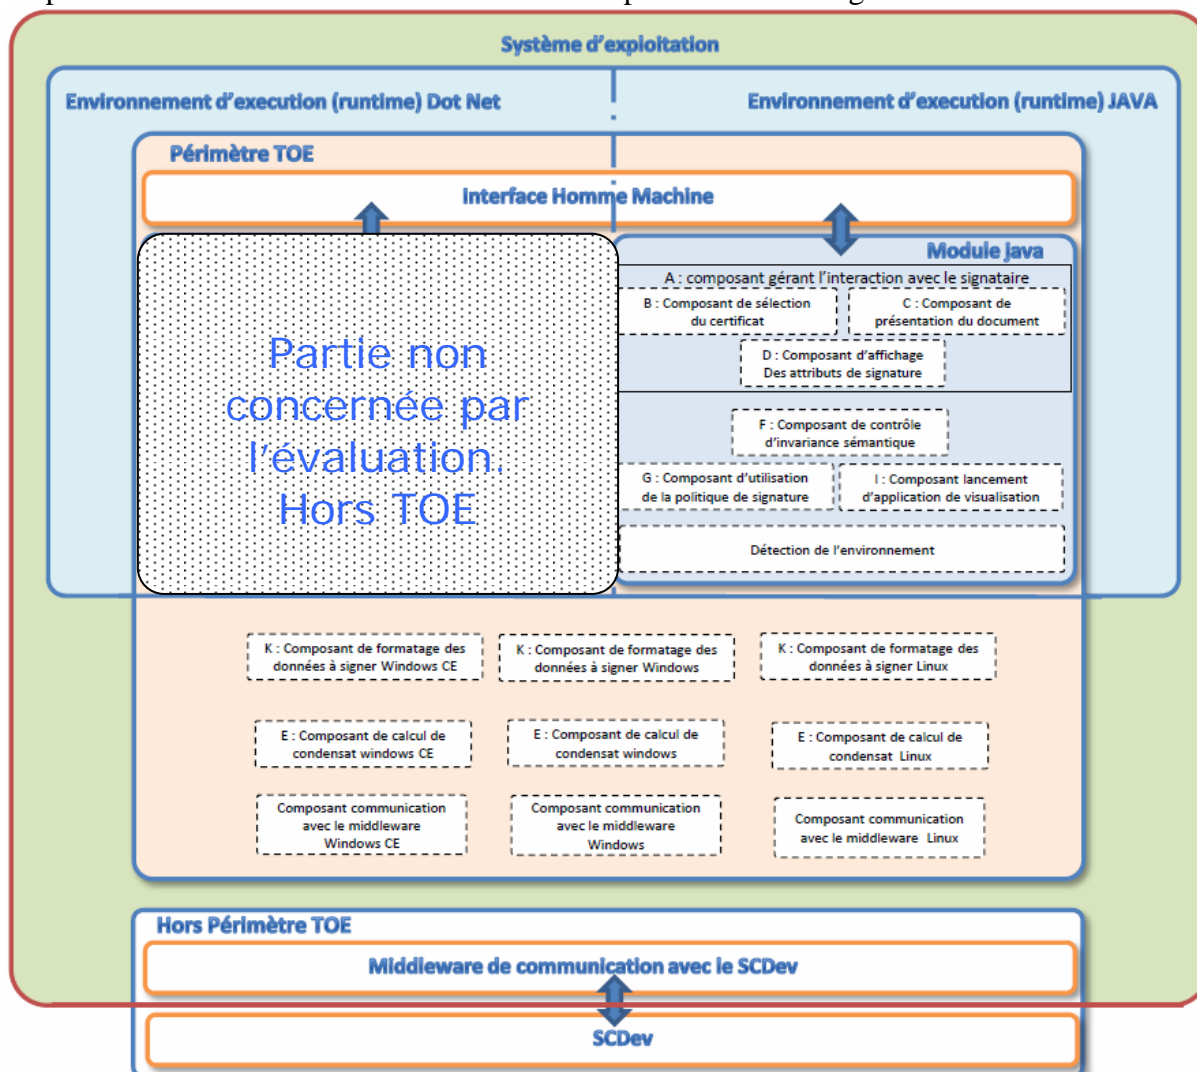 Système d'exploitation
Environnement d'execution (runtime) Dot Net
Environnement d'execution (runtime) JAVA
Périmètre TOE
Interface Homme Machine
Module java
A : composant gérant l'interaction avec le signataire
B : Composant de sélection
du certificat
C : Composant de
présentation du document
D : Composant d'affichage
Des attributs de signature
Partie non
concernée par
l'évaluation.
Hors TOE
F : Composant de contrôle
d'invariance sémantique
G : Composant d'utilisation
de la politique de signature
I : Composant lancement
d'application de visualisation
Détection de l'environnement
K : Composant de formatage des
données à signer Windows CE
K : Composant de formatage des
données à signer Windows
K : Composant de formatage des
données à signer Linux
E : Composant de calcul de
condensat windows CE
E : Composant de calcul de
condensat windows
E : Composant de calcul de
condensat Linux
Composant communication
avec le middleware
Windows CE
Composant communication
avec le middleware
Windows
Composant communication
avec le middleware Linux
Hors Périmètre TOE
Middleware de communication avec le SCDev
SCDev